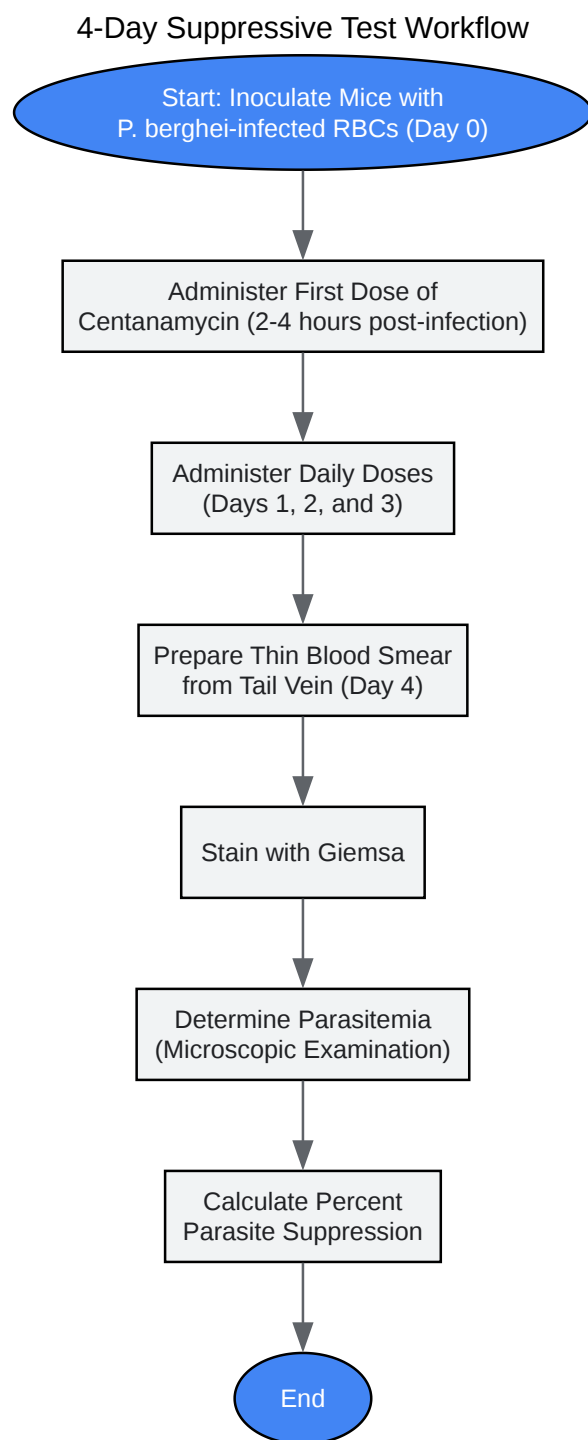 4-Day Suppressive Test Workflow
Start: Inoculate Mice with
P. berghei-infected RBCs (Day 0)
Administer First Dose of
Centanamycin (2-4 hours post-infection)
Administer Daily Doses
(Days 1, 2, and 3)
Prepare Thin Blood Smear
from Tail Vein (Day 4)
Stain with Giemsa
Determine Parasitemia
(Microscopic Examination)
Calculate Percent
Parasite Suppression
End